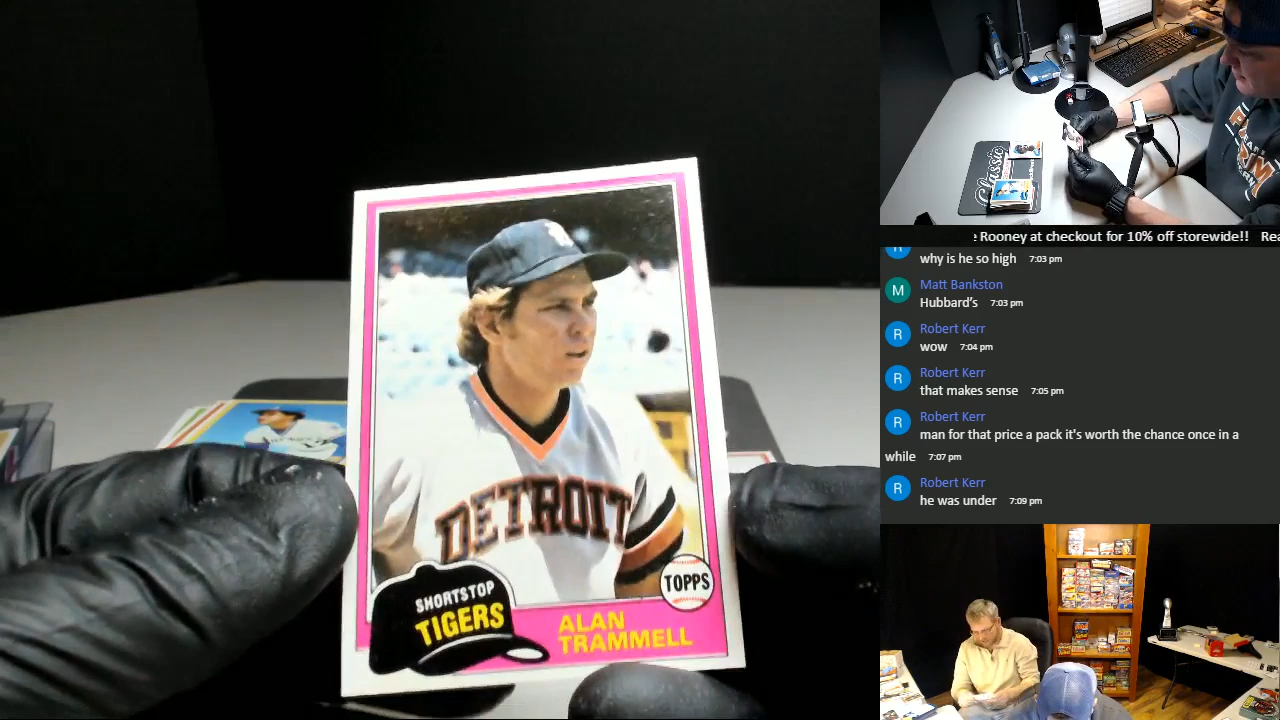 DETROIT
SHORTSTOP
TIGERS
ALAN
TRAMMELL
TOPPS
Classic
e Rooney at checkout for 10% off storewide!! Rea
why is he so high 7:03 pm
M Matt Bankston
Hubbard's 7:03 pm
R Robert Kerr
wow 7:04 pm
R Robert Kerr
that makes sense 7:05 pm
R Robert Kerr
man for that price a pack it's worth the chance once in a
while 7:07 pm
R Robert Kerr
he was under 7:09 pm